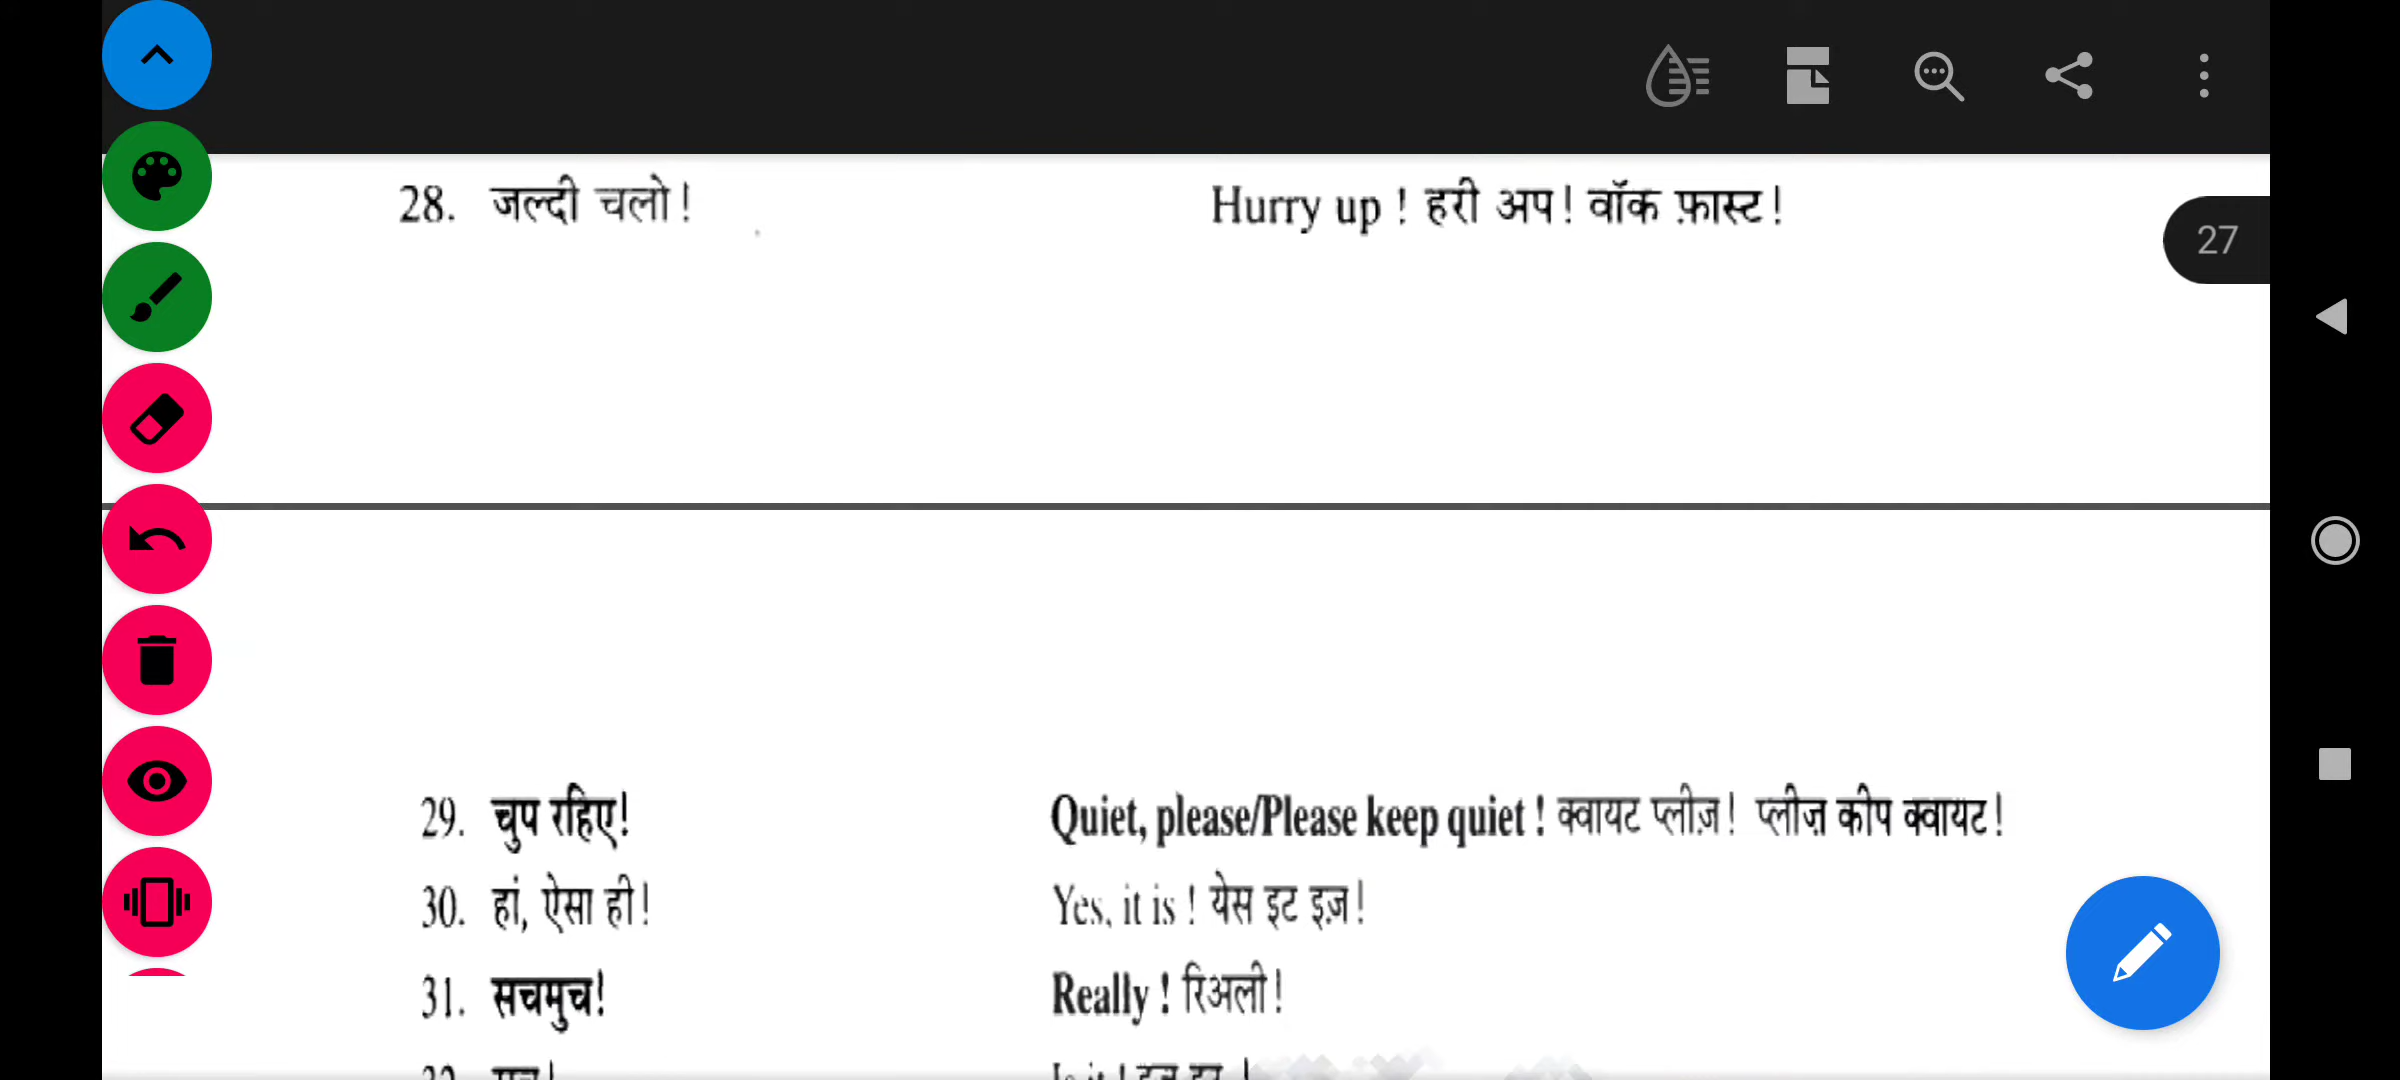 28. जल्दी चलो! Hurry up ! हरी अप! वॉक फ़ास्ट!
27
29. चुप रहिए! Quiet, please/Please keep quiet ! क्वायट प्लीज़! प्लीज़ कीप क्वायट!
30. हां, ऐसा ही! Yes, it is ! येस इट इज़!
31. सचमुच! Really ! रिअली!